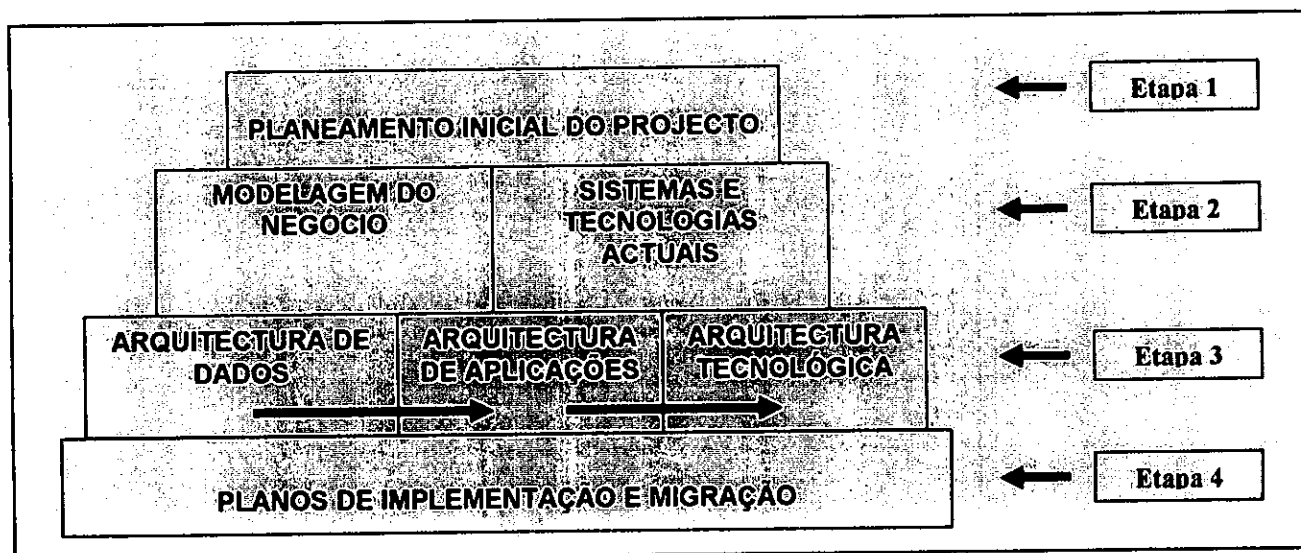 PLANEAMENTO INICIAL DO PROJECTO
Etapa 1
MODELAGEM DO
NEGÓCIO
SISTEMAS E
TECNOLOGIAS
ACTUAIS
Etapa 2
ARQUITECTURA DE
DADOS
ARQUITECTURA
DE APLICAÇÕES
ARQUITECTURA
TECNOLÓGICA
Etapa 3
PLANOS DE IMPLEMENTAÇÃO E MIGRAÇÃO
Etapa 4